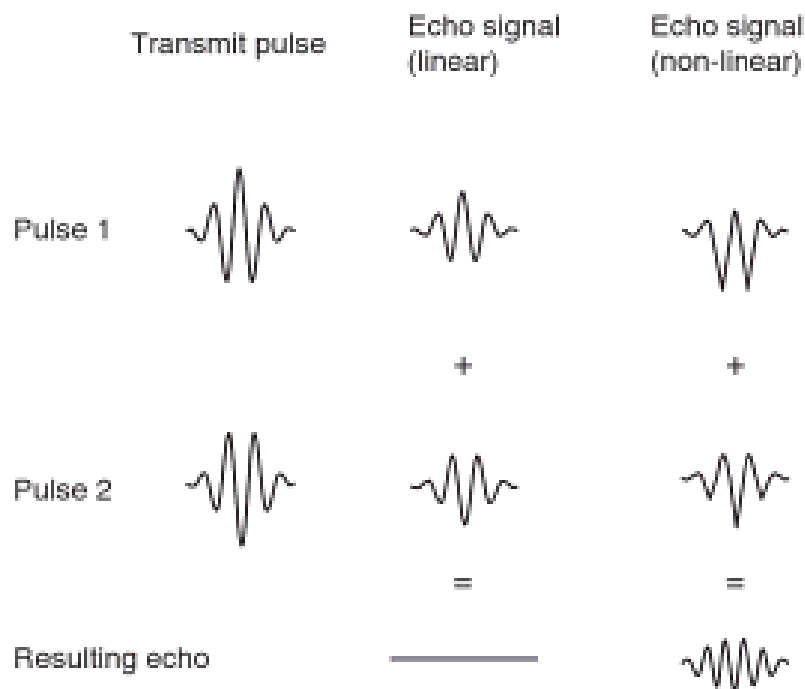 Transmit pulse
Echo signal
(linear)
Echo signal
(non-linear)
Pulse 1
+
+
Pulse 2
=
=
Resulting echo